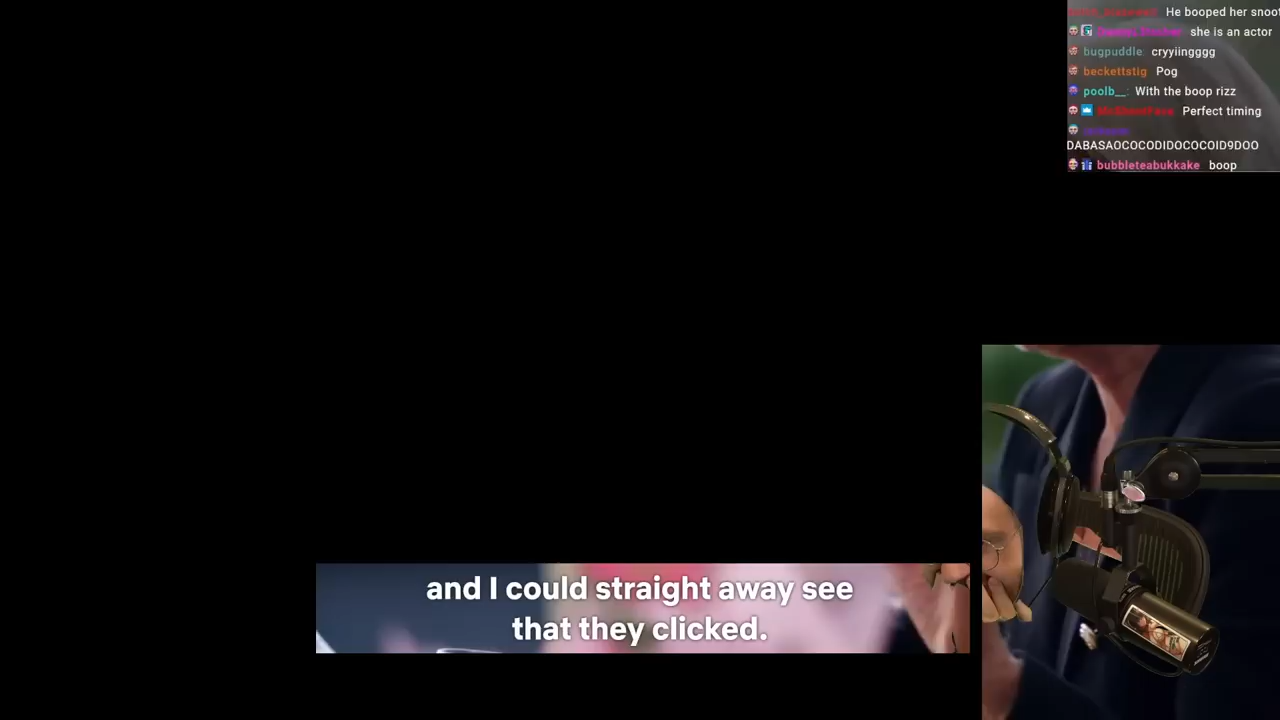 He booped her snoot
she is an actor
bugpuddle: cryyiingggg
beckettstig Pog
poolb__: With the boop rizz
Perfect timing
DABASAOCOCODIDOCOCOID9DOO
bubbleteabukkake boop
and I could straight away see
that they clicked.